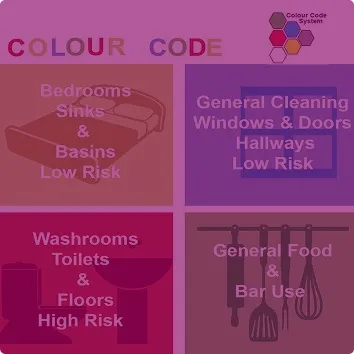 Colour Code
System
COLOUR CODE
Bedrooms
Sinks
&
Basins
Low Risk
General Cleaning
Windows & Doors
Hallways
Low Risk
Washrooms
Toilets
&
Floors
High Risk
General Food
&
Bar Use